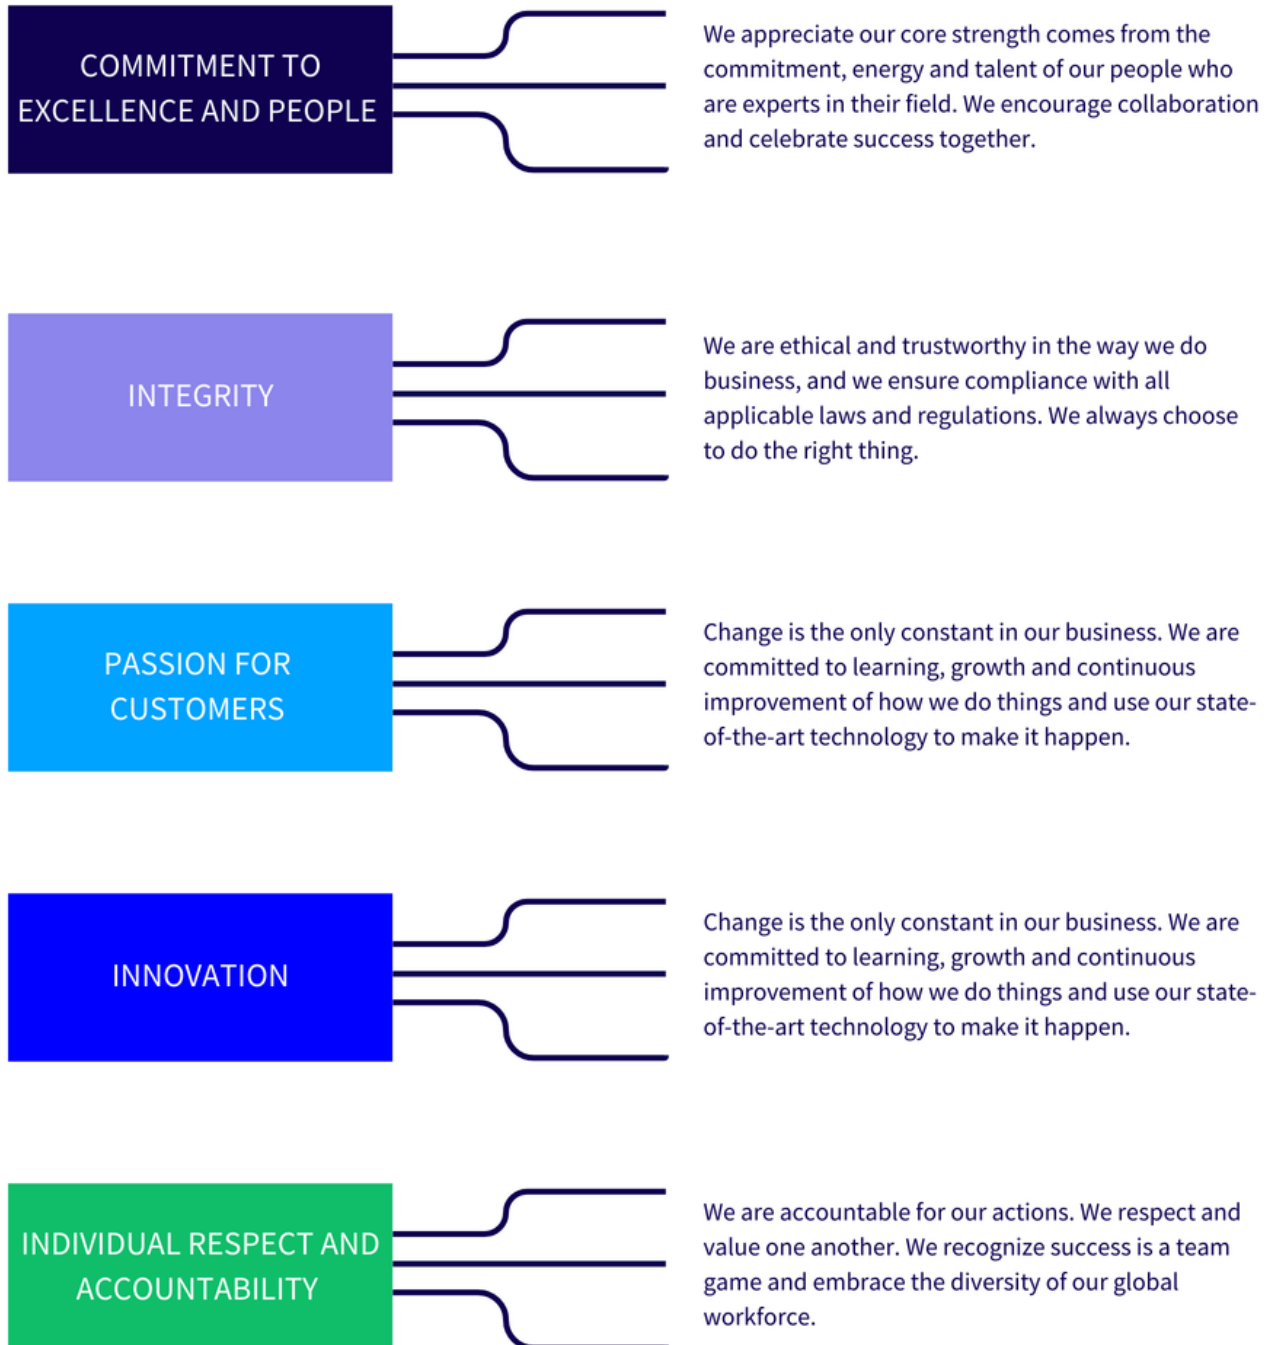 COMMITMENT TO
EXCELLENCE AND PEOPLE
We appreciate our core strength comes from the
commitment, energy and talent of our people who
are experts in their field. We encourage collaboration
and celebrate success together.
INTEGRITY
We are ethical and trustworthy in the way we do
business, and we ensure compliance with all
applicable laws and regulations. We always choose
to do the right thing.
PASSION FOR
CUSTOMERS
Change is the only constant in our business. We are
committed to learning, growth and continuous
improvement of how we do things and use our state-
of-the-art technology to make it happen.
INNOVATION
Change is the only constant in our business. We are
committed to learning, growth and continuous
improvement of how we do things and use our state-
of-the-art technology to make it happen.
INDIVIDUAL RESPECT AND
ACCOUNTABILITY
We are accountable for our actions. We respect and
value one another. We recognize success is a team
game and embrace the diversity of our global
workforce.